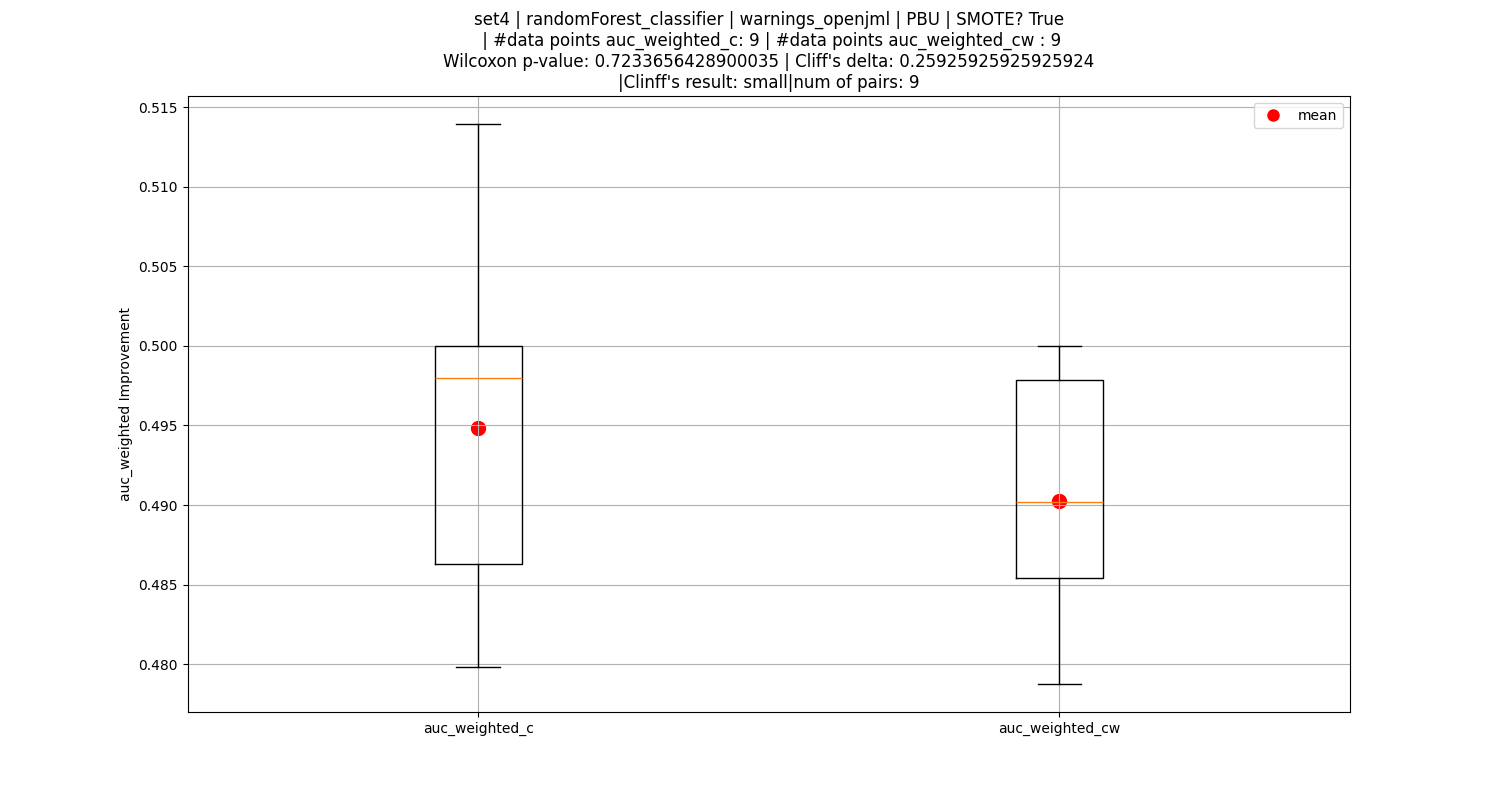 set4 | randomForest_classifier | warnings_openjml | PBU | SMOTE? True
| #data points auc_weighted_c: 9 | #data points auc_weighted_cw : 9
Wilcoxon p-value: 0.7233656428900035 | Cliff's delta: 0.25925925925925924
|Clinff's result: small|num of pairs: 9
mean
auc_weighted Improvement
0.515
0.510
0.505
0.500
0.495
0.490
0.485
0.480
auc_weighted_c
auc_weighted_cw